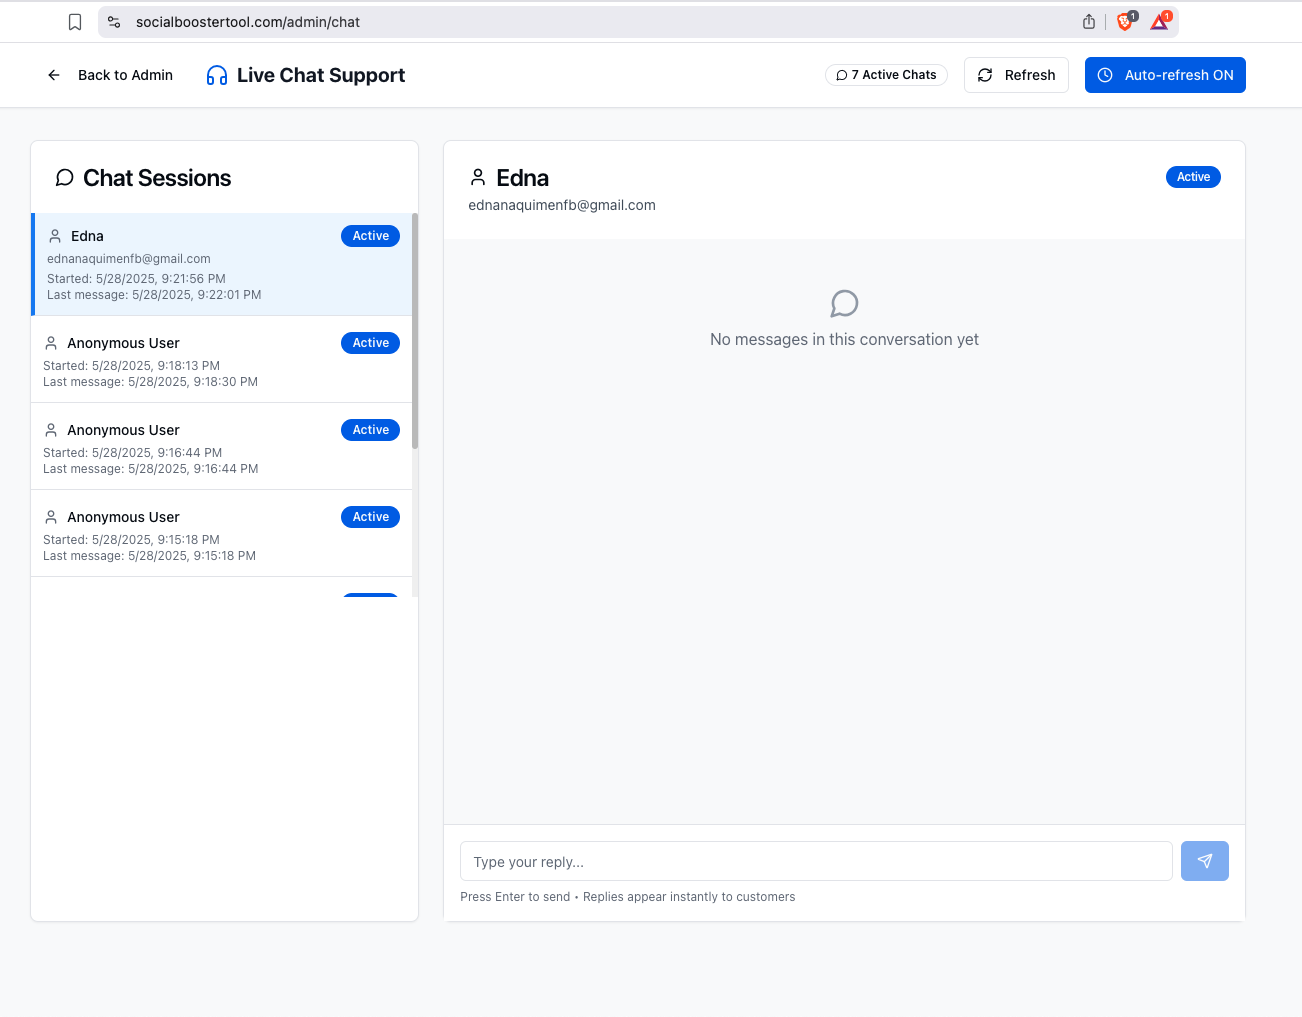 socialboostertool.com/admin/chat
1
1
Back to Admin
Live Chat Support
7 Active Chats
Refresh
Auto-refresh ON
Chat Sessions
Edna
Active
ednanaquimenfb@gmail.com
Started: 5/28/2025, 9:21:56 PM
Last message: 5/28/2025, 9:22:01 PM
Anonymous User
Active
Started: 5/28/2025, 9:18:13 PM
Last message: 5/28/2025, 9:18:30 PM
Anonymous User
Active
Started: 5/28/2025, 9:16:44 PM
Last message: 5/28/2025, 9:16:44 PM
Anonymous User
Active
Started: 5/28/2025, 9:15:18 PM
Last message: 5/28/2025, 9:15:18 PM
Edna
Active
ednanaquimenfb@gmail.com
No messages in this conversation yet
Type your reply...
Press Enter to send • Replies appear instantly to customers